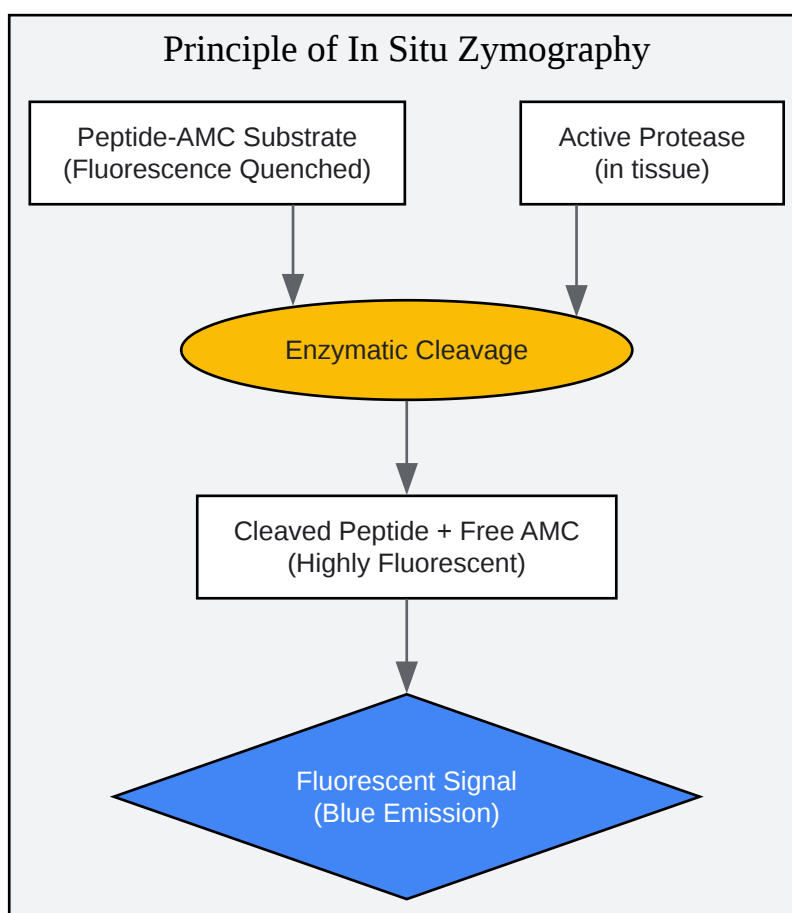 Principle of In Situ Zymography
Peptide-AMC Substrate
(Fluorescence Quenched)
Active Protease
(in tissue)
Enzymatic Cleavage
Cleaved Peptide + Free AMC
(Highly Fluorescent)
Fluorescent Signal
(Blue Emission)